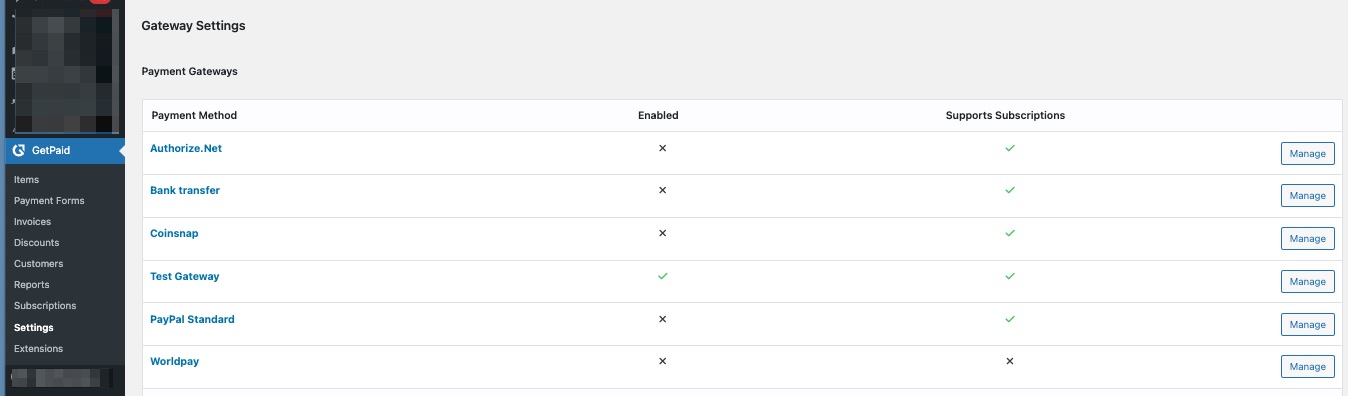 Gateway Settings
Payment Gateways
Payment Method Enabled Supports Subscriptions
Authorize.Net Manage
Bank transfer Manage
Coinsnap Manage
Test Gateway Manage
PayPal Standard Manage
Worldpay Manage
GetPaid
Items
Payment Forms
Invoices
Discounts
Customers
Reports
Subscriptions
Settings
Extensions